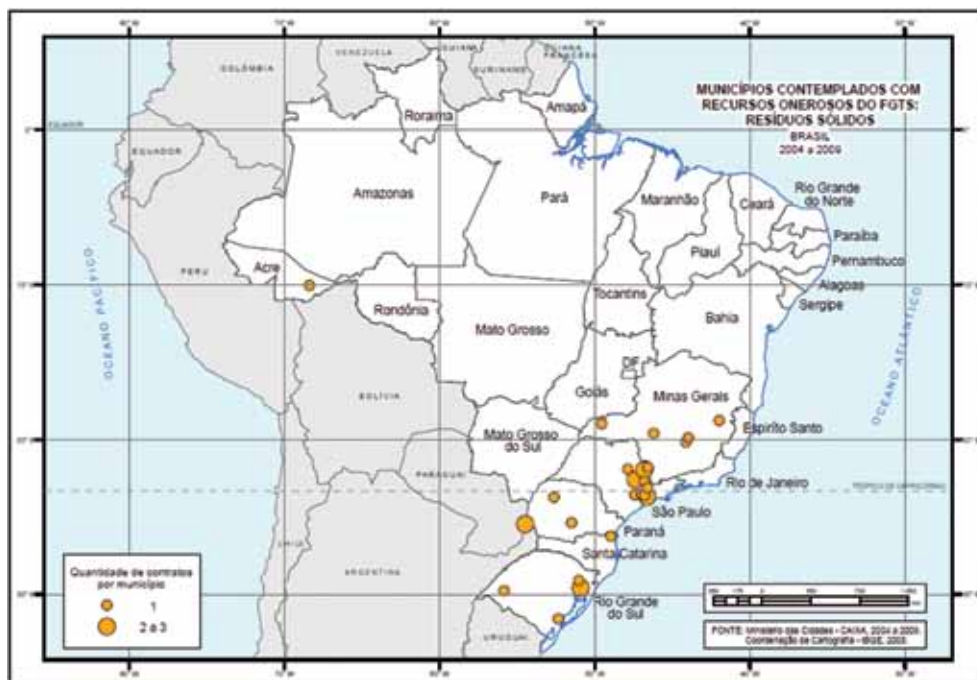 MUNICÍPIOS CONTEMPLADOS COM
RECURSOS ONEROSOS DO FGTS:
RESÍDUOS SÓLIDOS
BRASIL
2004 a 2009
COLÔMBIA
VENEZUELA
SURINAME
GUIANA
FRANCESA
EQUADOR
EQUADOR
PERU
BOLÍVIA
PARAGUAI
CHILE
ARGENTINA
URUGUAI
OCEANO PACÍFICO
OCEANO ATLÂNTICO
Roraima
Amapá
Amazonas
Pará
Maranhão
Ceará
Rio Grande
do Norte
Paraíba
Piauí
Pernambuco
Acre
Alagoas
Sergipe
Rondônia
Tocantins
Mato Grosso
Bahia
DF
Goiás
Minas Gerais
Mato Grosso
do Sul
Espírito Santo
Rio de Janeiro
São Paulo
Paraná
Santa Catarina
Rio Grande
do Sul
Quantidade de contratos
por município
1
2 a 3
FONTE: Ministério das Cidades - CAIXA, 2004 a 2009.
Coordenação de Cartografia - IBGE, 2005.